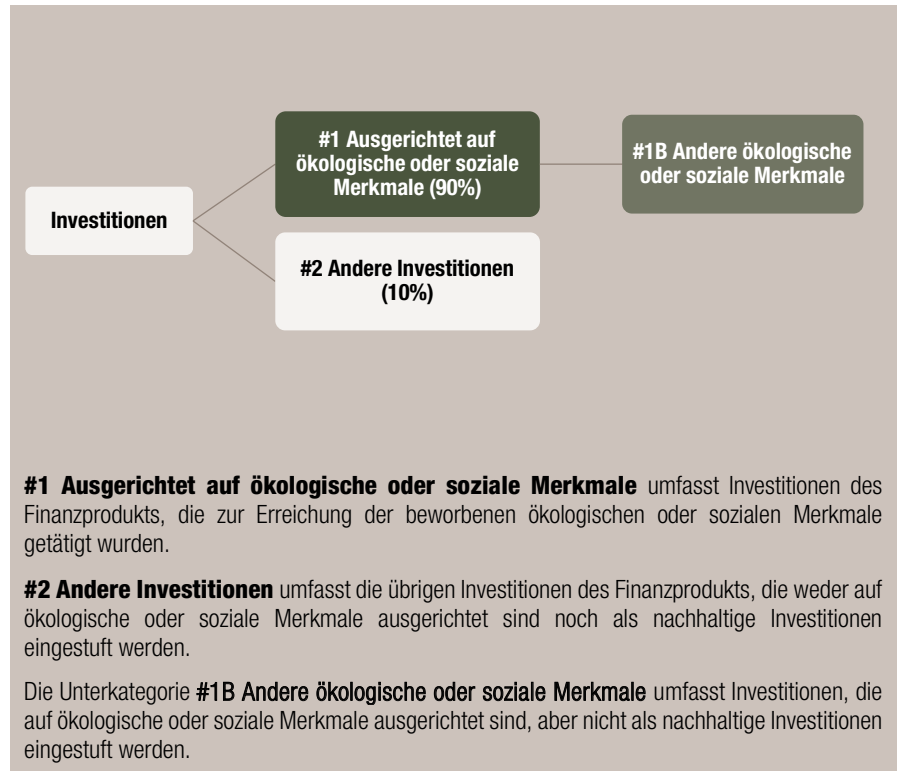 #1 Ausgerichtet auf
ökologische oder soziale
Merkmale (90%)
#1B Andere ökologische
oder soziale Merkmale
Investitionen
#2 Andere Investitionen
(10%)
#1 Ausgerichtet auf ökologische oder soziale Merkmale umfasst Investitionen des
Finanzprodukts, die zur Erreichung der beworbenen ökologischen oder sozialen Merkmale
getätigt wurden.
#2 Andere Investitionen umfasst die übrigen Investitionen des Finanzprodukts, die weder auf
ökologische oder soziale Merkmale ausgerichtet sind noch als nachhaltige Investitionen
eingestuft werden.
Die Unterkategorie #1B Andere ökologische oder soziale Merkmale umfasst Investitionen, die
auf ökologische oder soziale Merkmale ausgerichtet sind, aber nicht als nachhaltige Investitionen
eingestuft werden.